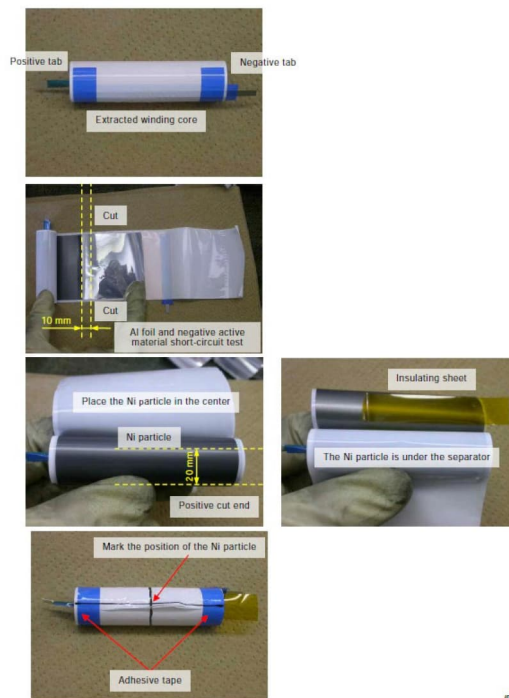 Positive tab
Negative tab
Extracted winding core
Cut
Cut
10 mm
Al foil and negative active
material short-circuit test
Place the Ni particle in the center
Ni particle
20 mm
Positive cut end
Insulating sheet
The Ni particle is under the separator
Mark the position of the Ni particle
Adhesive tape